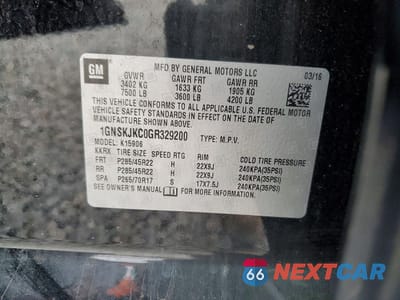 GM
MFD BY GENERAL MOTORS LLC
03/16
GVWR GAWR FRT GAWR RR
3402 KG 1633 KG 1905 KG
7500 LB 3600 LB 4200 LB
THIS VEHICLE CONFORMS TO ALL APPLICABLE U.S. FEDERAL MOTOR
VEHICLE SAFETY STANDARDS IN EFFECT ON THE DATE OF
MANUFACTURE SHOWN ABOVE.
1GNSKJKC0GR329200 TYPE: M.P.V.
MODEL: K15906
KKRX TIRE SIZE SPEED RTG RIM COLD TIRE PRESSURE
FRT P285/45R22 H 22X9J 240KPA(35PSI)
RR P285/45R22 H 22X9J 240KPA(35PSI)
SPA P265/70R17 S 17X7.5J 240KPA(35PSI)
SEE OWNER'S MANUAL FOR ADDITIONAL INFORMATION.
66 NEXTCAR